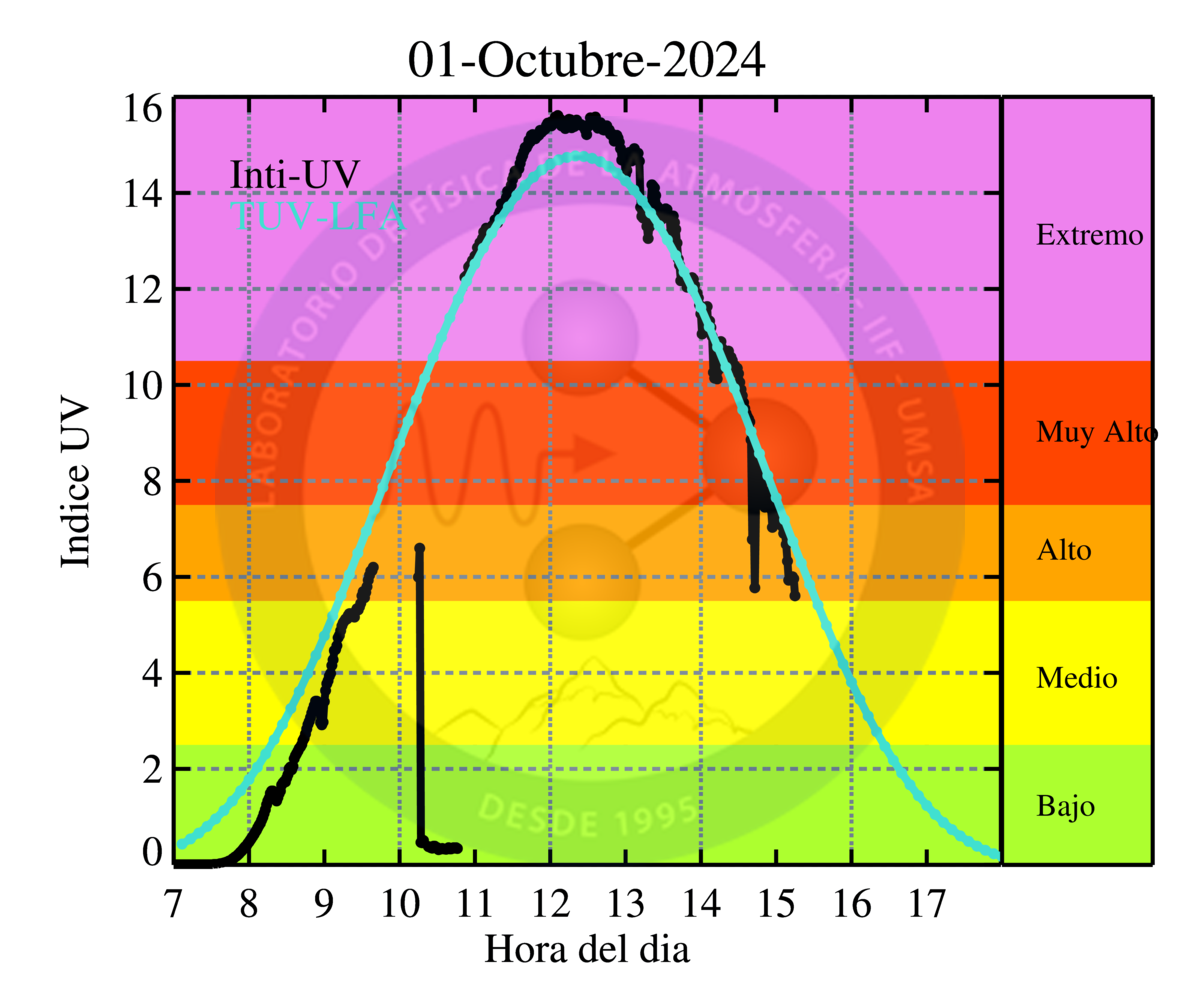 01-Octubre-2024
16
14
12
10
8
6
4
2
0
Indice UV
Inti-UV
TUV-LFA
LABORATORIO DE FÍSICA DE LA ATMÓSFERA - IIF - UMSA
DESDE 1995
Extremo
Muy Alto
Alto
Medio
Bajo
7 8 9 10 11 12 13 14 15 16 17
Hora del dia